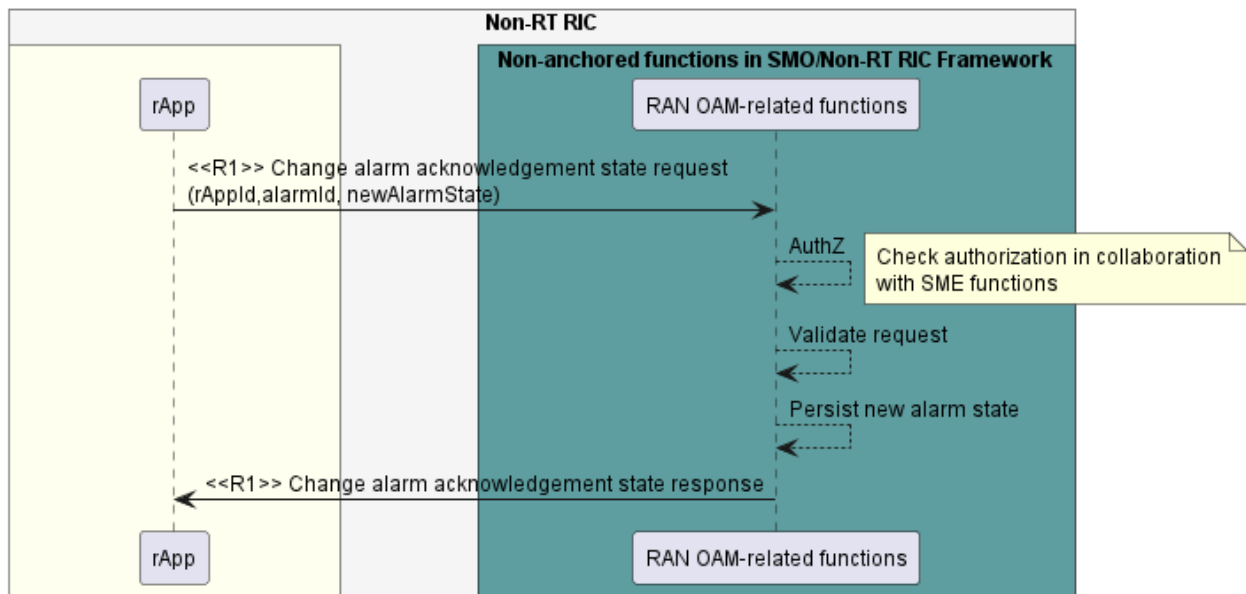 Non-RT RIC
Non-anchored functions in SMO/Non-RT RIC Framework
rApp
RAN OAM-related functions
<<R1>> Change alarm acknowledgement state request
(rAppId,alarmId, newAlarmState)
AuthZ
Check authorization in collaboration
with SME functions
Validate request
Persist new alarm state
<<R1>> Change alarm acknowledgement state response
rApp
RAN OAM-related functions